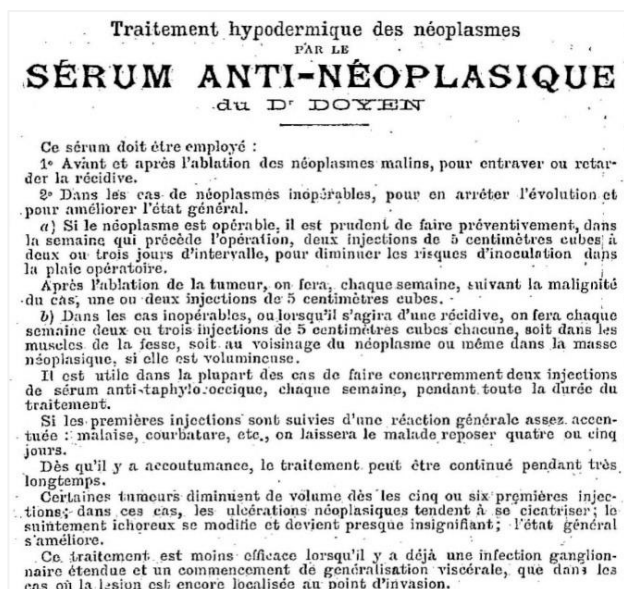 Traitement hypodermique des néoplasmes
PAR LE
SÉRUM ANTI-NÉOPLASIQUE
du Dr DOYEN
Ce sérum doit être employé :
1º Avant et après l'ablation des néoplasmes malins, pour entraver ou retar-
der la récidive.
2º Dans les cas de néoplasmes inopérables, pour en arrêter l'évolution et
pour améliorer l'état général.
a) Si le néoplasme est opérable, il est prudent de faire préventivement, dans
la semaine qui précède l'opération, deux injections de 5 centimètres cubes à
deux ou trois jours d'intervalle, pour diminuer les risques d'inoculation dans
la plaie opératoire.
Après l'ablation de la tumeur, on fera, chaque semaine, suivant la malignité
du cas, une ou deux injections de 5 centimètres cubes.
b) Dans les cas inopérables, ou lorsqu'il s'agira d'une récidive, on fera chaque
semaine deux ou trois injections de 5 centimètres cubes chacune, soit dans les
muscles de la fesse, soit au voisinage du néoplasme ou même dans la masse
néoplasique, si elle est volumineuse.
Il est utile dans la plupart des cas de faire concurremment deux injections
de sérum anti-taphylococcique, chaque semaine, pendant toute la durée du
traitement.
Si les premières injections sont suivies d'une réaction générale assez accen-
tuée : malaise, courbature, etc., on laissera le malade reposer quatre ou cinq
jours.
Dès qu'il y a accoutumance, le traitement peut être continué pendant très
longtemps.
Certaines tumeurs diminuent de volume dès les cinq ou six premières injec-
tions; dans ces cas, les ulcérations néoplasiques tendent à se cicatriser; le
suintement ichoreux se modifie et devient presque insignifiant; l'état général
s'améliore.
Ce traitement est moins efficace lorsqu'il y a déjà une infection ganglion-
naire étendue et un commencement de généralisation viscérale, que dans les
cas où la lésion est encore localisée au point d'invasion.